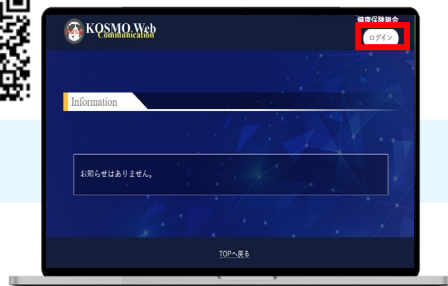 健康保険組合
KOSMO Web
Communication
ログイン
Information
お知らせはありません。
TOPへ戻る